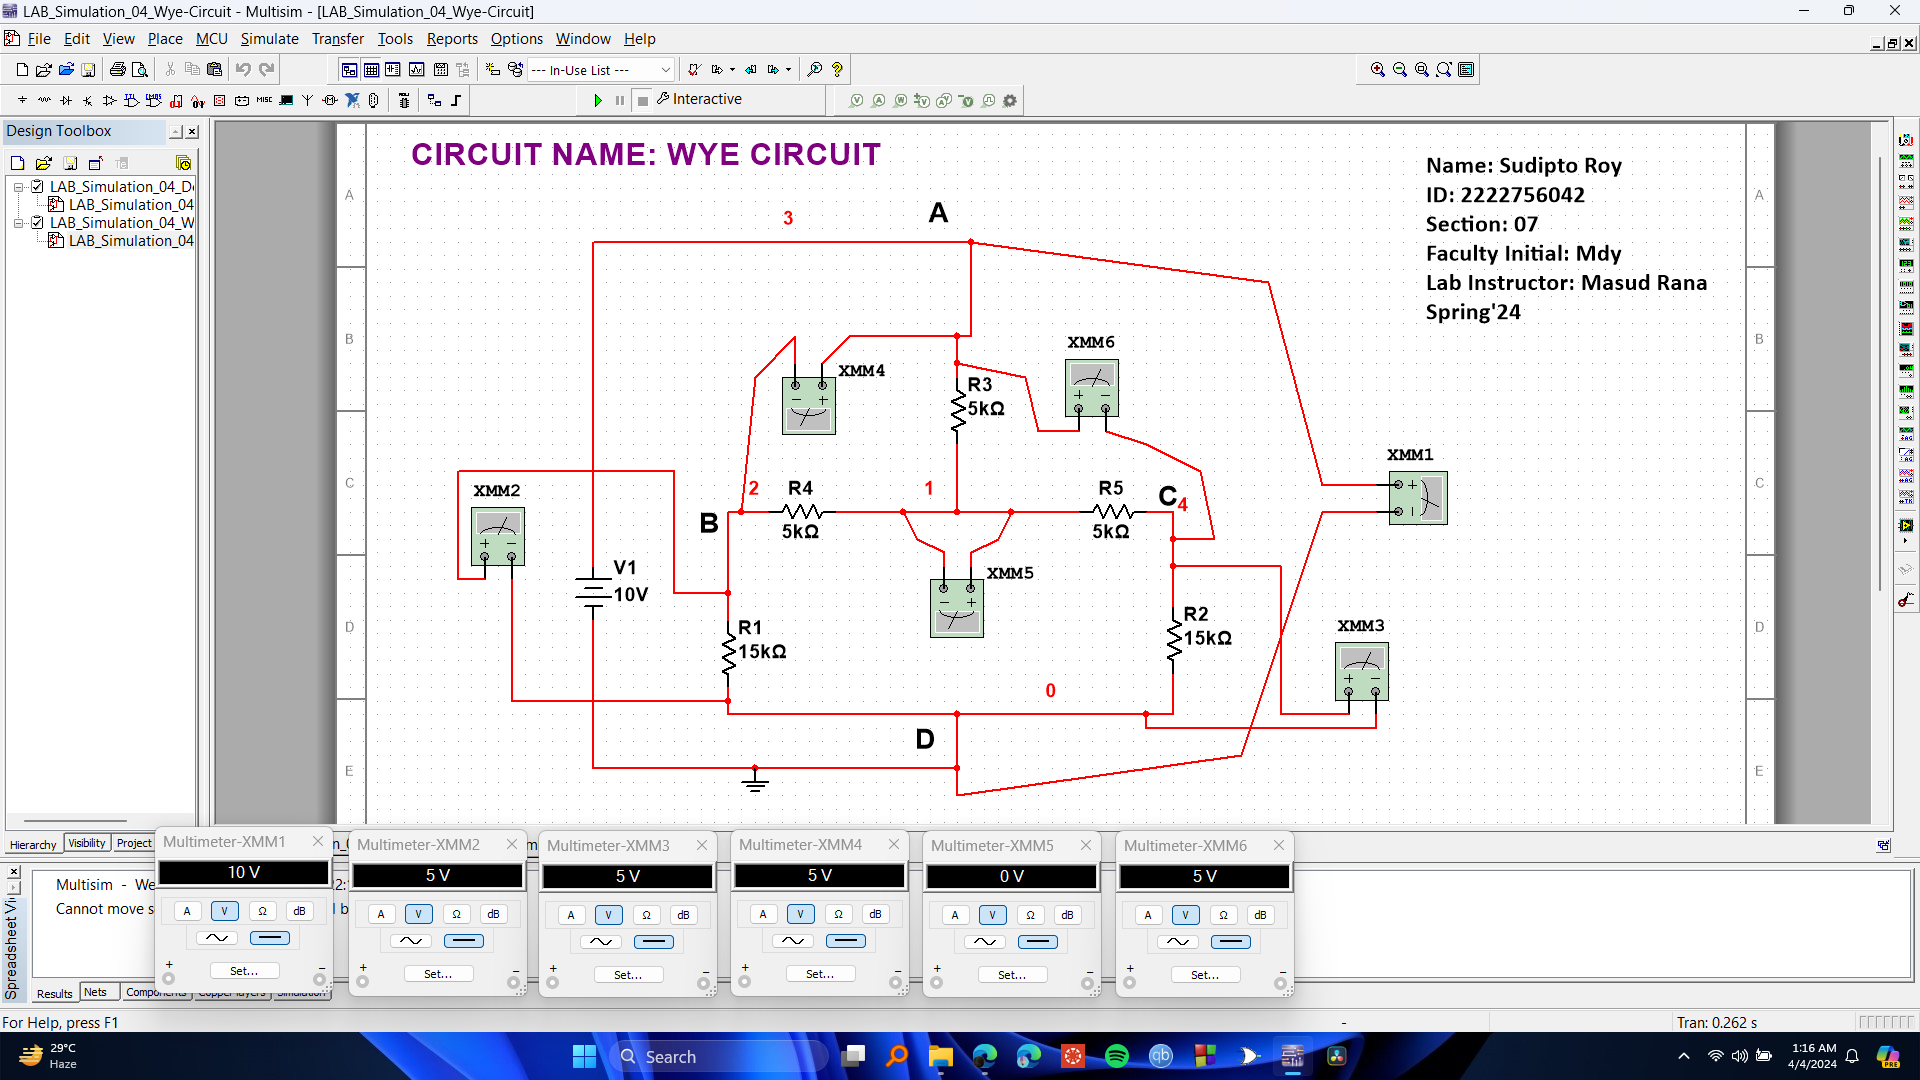 LAB_Simulation_04_Wye-Circuit - Multisim - [LAB_Simulation_04_Wye-Circuit]
File Edit View Place MCU Simulate Transfer Tools Reports Options Window Help
--- In-Use List ---
Interactive
Design Toolbox
LAB_Simulation_04_D
LAB_Simulation_04
LAB_Simulation_04_W
LAB_Simulation_04
CIRCUIT NAME: WYE CIRCUIT
Name: Sudipto Roy
ID: 2222756042
Section: 07
Faculty Initial: Mdy
Lab Instructor: Masud Rana
Spring'24
A
A
3
A
B
B
XMM6
XMM4
R3
5kΩ
C
C
XMM1
XMM2
2
R4
1
R5
C
4
B
5kΩ
5kΩ
V1
10V
XMM5
D
D
R1
15kΩ
R2
15kΩ
XMM3
0
D
E
E
Hierarchy Visibility Project
Multimeter-XMM1
10 V
A V Ω dB
Set...
Multimeter-XMM2
5 V
A V Ω dB
Set...
Multimeter-XMM3
5 V
A V Ω dB
Set...
Multimeter-XMM4
5 V
A V Ω dB
Set...
Multimeter-XMM5
0 V
A V Ω dB
Set...
Multimeter-XMM6
5 V
A V Ω dB
Set...
Multisim - We
Cannot move s
Spreadsheet Vi
Results Nets Components Copper layers Simulation
For Help, press F1
Tran: 0.262 s
29°C
Haze
Search
1:16 AM
4/4/2024